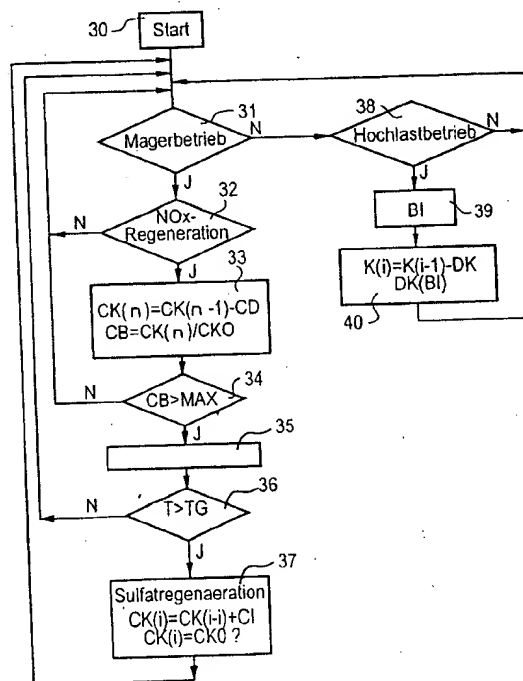 30
Start
31
Magerbetrieb
N
J
38
Hochlastbetrieb
N
J
32
NOx-
Regeneration
N
J
39
BI
33
CK(n)=CK(n-1)-CD
CB=CK(n)/CKO
K(i)=K(i-1)-DK
DK(BI)
40
34
CB>MAX
N
J
35
36
T>TG
N
J
37
Sulfatregenaeration
CK(i)=CK(i-i)+CI
CK(i)=CK0 ?